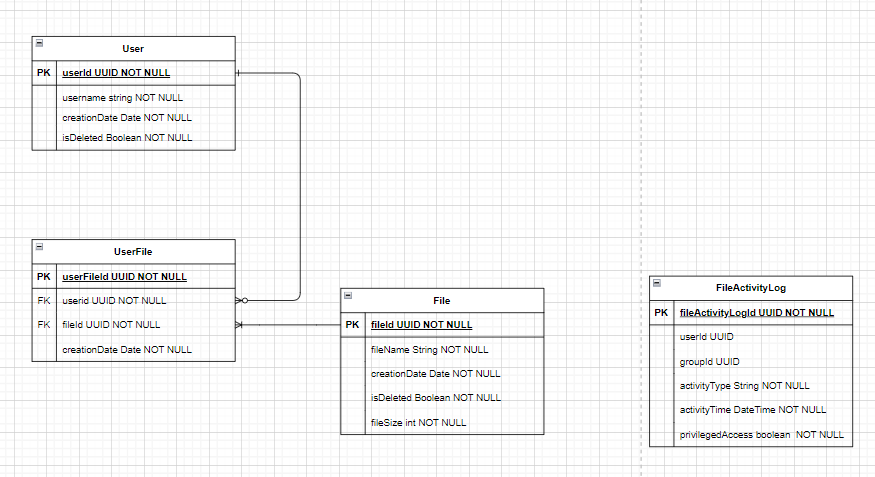 User
PK userId UUID NOT NULL
username string NOT NULL
creationDate Date NOT NULL
isDeleted Boolean NOT NULL
UserFile
PK userFileId UUID NOT NULL
FK userid UUID NOT NULL
FK fileId UUID NOT NULL
creationDate Date NOT NULL
File
PK fileId UUID NOT NULL
fileName String NOT NULL
creationDate Date NOT NULL
isDeleted Boolean NOT NULL
fileSize int NOT NULL
FileActivityLog
PK fileActivityLogId UUID NOT NULL
userId UUID
groupId UUID
activityType String NOT NULL
activityTime DateTime NOT NULL
privilegedAccess boolean  NOT NULL